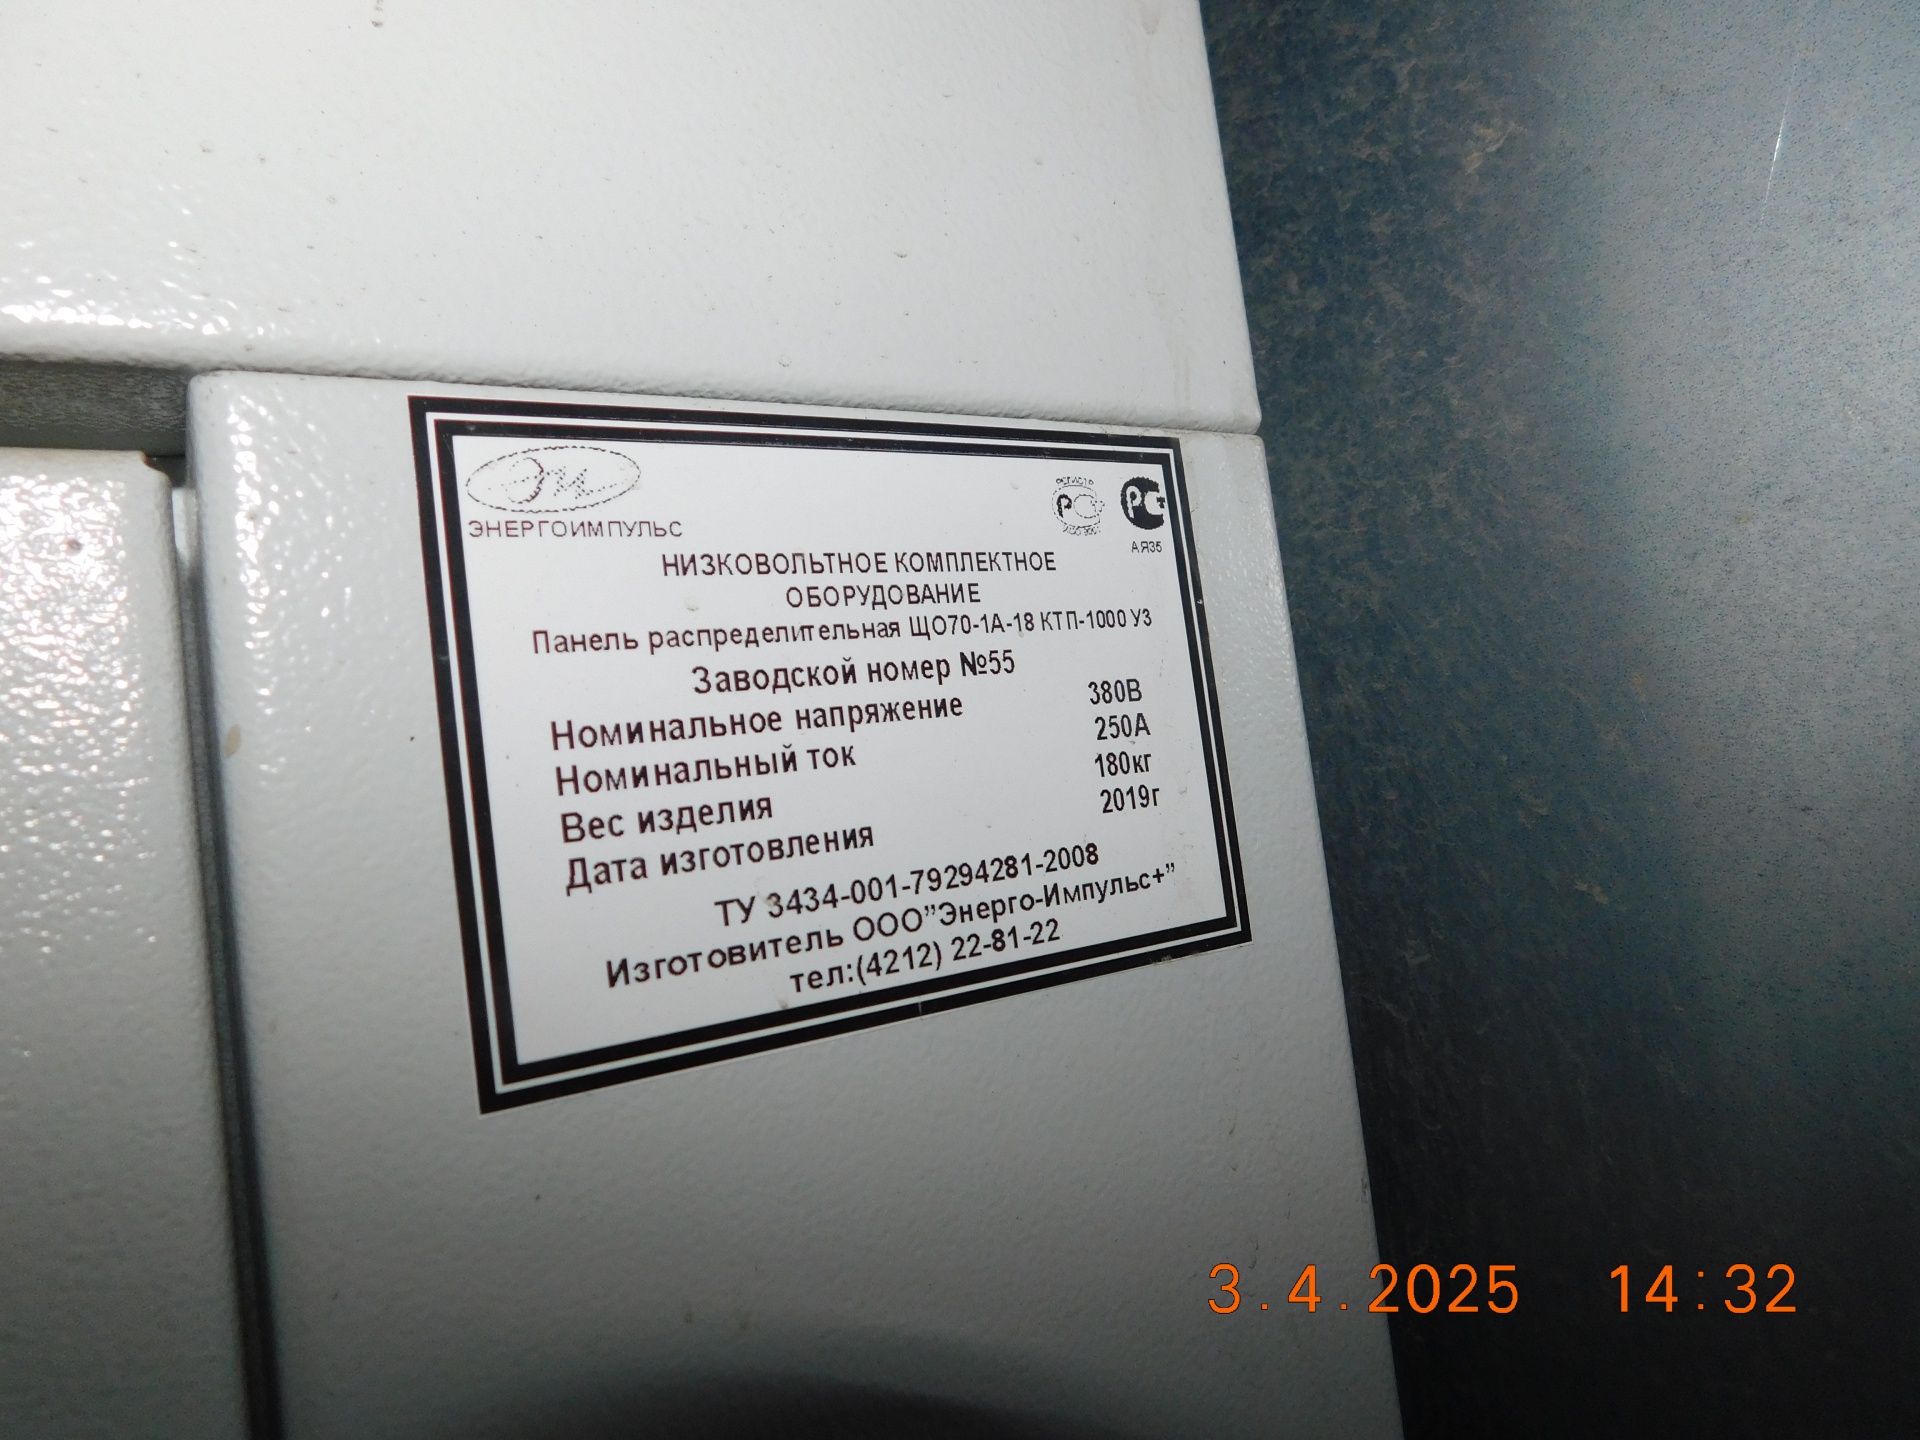 ЭНЕРГОИМПУЛЬС
РС
РСТ
АЯ35
НИЗКОВОЛЬТНОЕ КОМПЛЕКТНОЕ
ОБОРУДОВАНИЕ
Панель распределительная ЩО70-1А-18 КТП-1000 У3
Заводской номер №55
Номинальное напряжение 380В
Номинальный ток 250А
Вес изделия 180кг
Дата изготовления 2019г
ТУ 3434-001-79294281-2008
Изготовитель ООО"Энерго-Импульс+"
тел:(4212) 22-81-22
3.4.2025 14:32